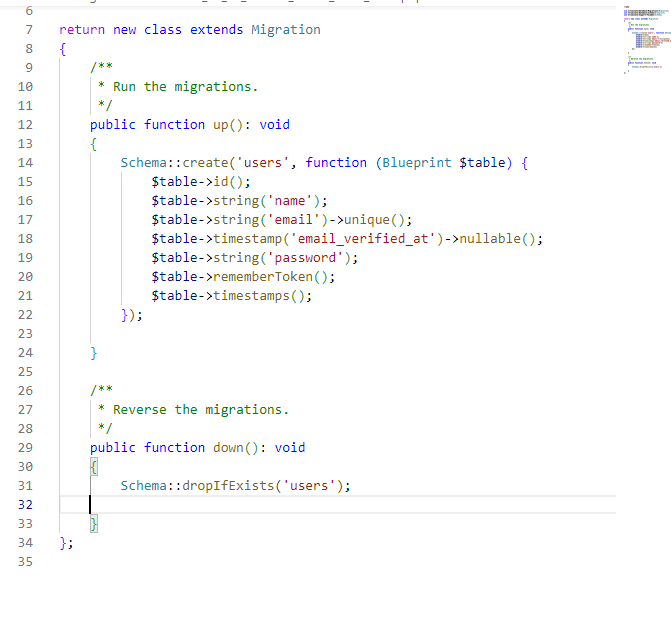 6
7 return new class extends Migration
8 {
9 /**
10 * Run the migrations.
11 */
12 public function up(): void
13 {
14 Schema::create('users', function (Blueprint $table) {
15 $table->id();
16 $table->string('name');
17 $table->string('email')->unique();
18 $table->timestamp('email_verified_at')->nullable();
19 $table->string('password');
20 $table->rememberToken();
21 $table->timestamps();
22 });
23
24 }
25
26 /**
27 * Reverse the migrations.
28 */
29 public function down(): void
30 {
31 Schema::dropIfExists('users');
32
33 }
34 };
35